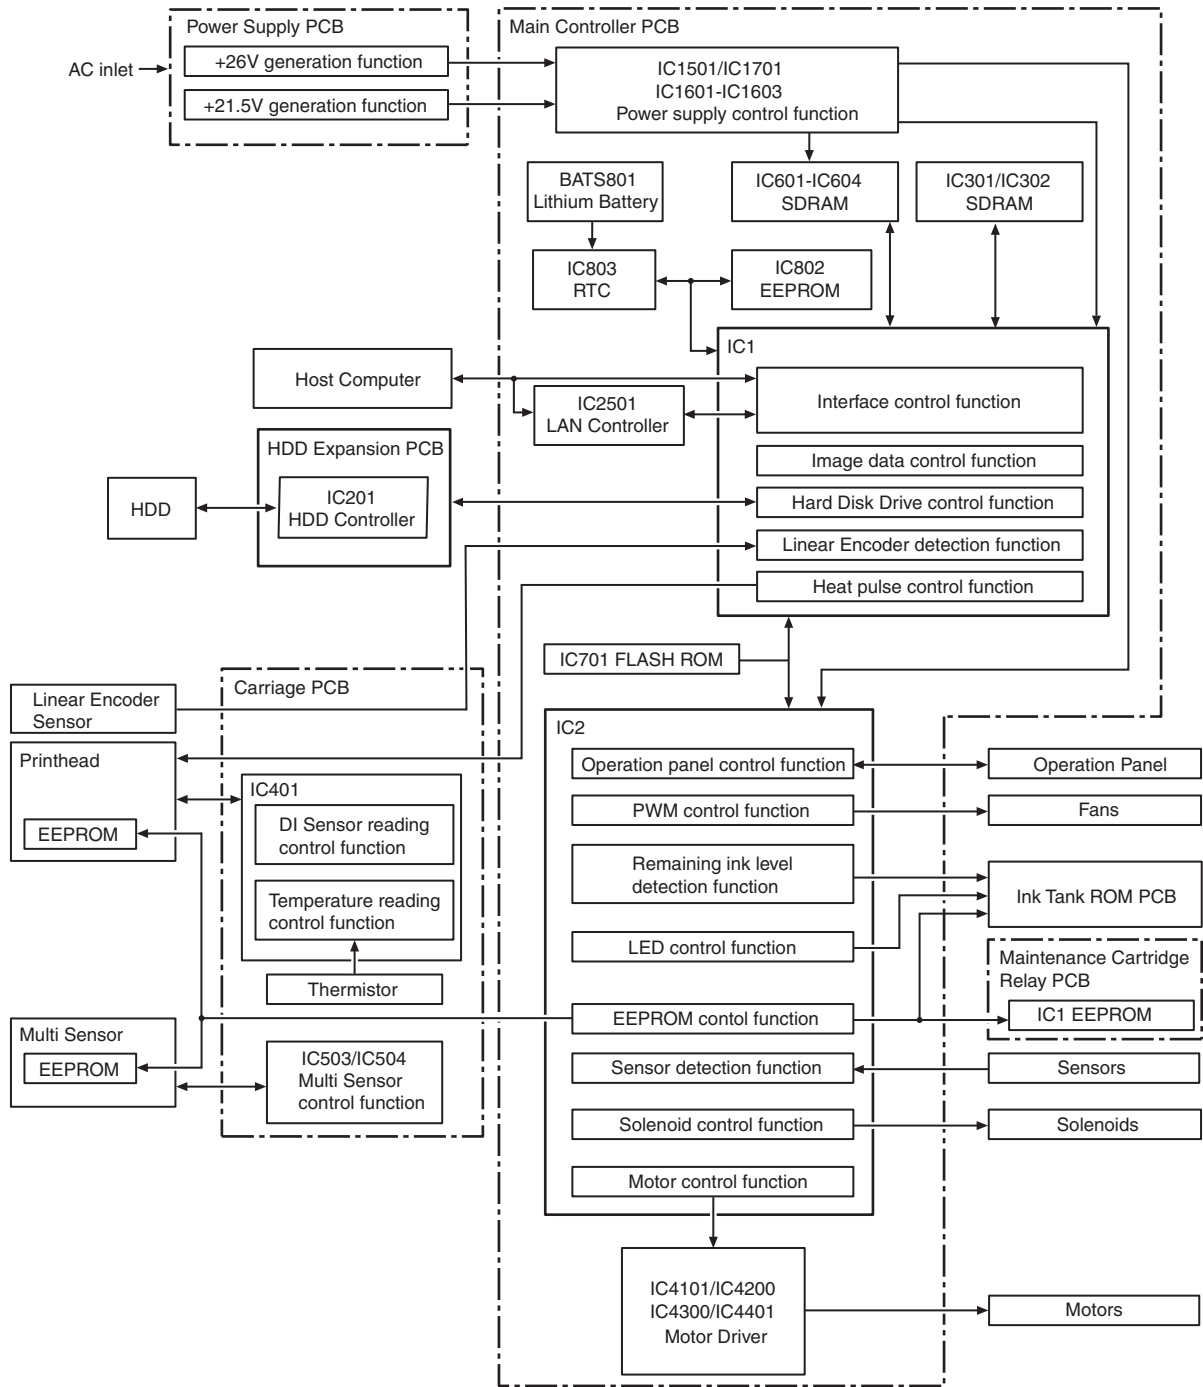 Power Supply PCB
AC inlet
+26V generation function
+21.5V generation function
Main Controller PCB
IC1501/IC1701
IC1601-IC1603
Power supply control function
BATS801
Lithium Battery
IC601-IC604
SDRAM
IC301/IC302
SDRAM
IC803
RTC
IC802
EEPROM
IC1
Host Computer
Interface control function
IC2501
LAN Controller
HDD Expansion PCB
Image data control function
HDD
IC201
HDD Controller
Hard Disk Drive control function
Linear Encoder detection function
Heat pulse control function
IC701 FLASH ROM
Carriage PCB
Linear Encoder
Sensor
IC2
Printhead
Operation panel control function
Operation Panel
IC401
PWM control function
Fans
EEPROM
DI Sensor reading
control function
Remaining ink level
detection function
Ink Tank ROM PCB
Temperature reading
control function
LED control function
Maintenance Cartridge
Relay PCB
Thermistor
EEPROM contol function
IC1 EEPROM
Multi Sensor
EEPROM
IC503/IC504
Multi Sensor
control function
Sensor detection function
Sensors
Solenoid control function
Solenoids
Motor control function
IC4101/IC4200
IC4300/IC4401
Motor Driver
Motors